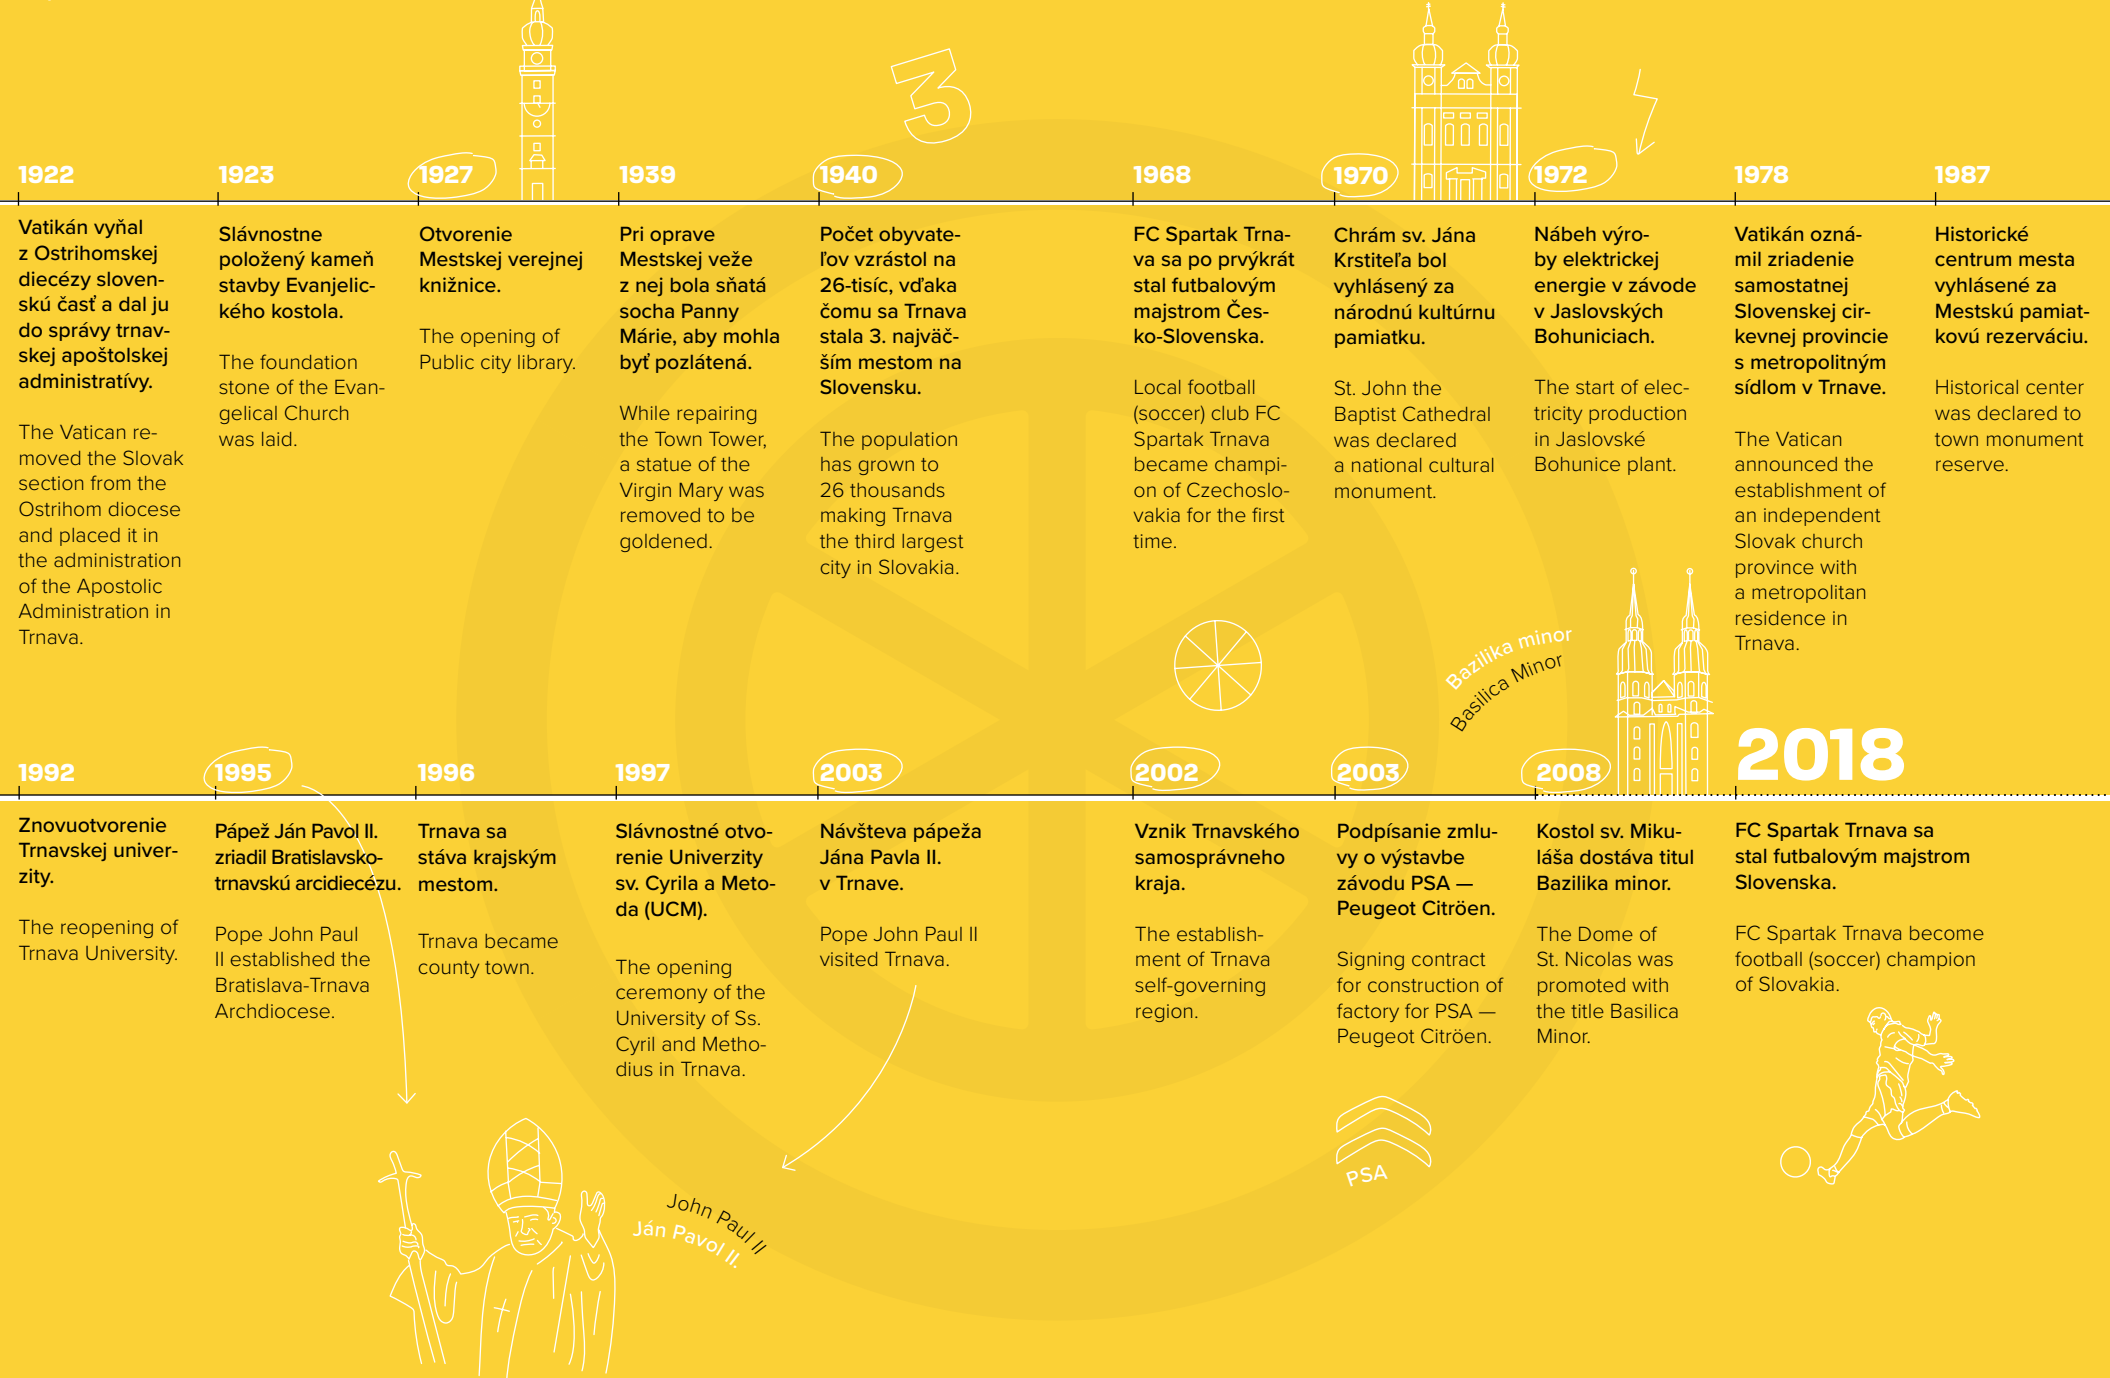 1922
Vatikán vyňal
z Ostrihomskej
diecézy sloven-
skú časť a dal ju
do správy trnav-
skej apoštolskej
administratívy.
The Vatican re-
moved the Slovak
section from the
Ostrihom diocese
and placed it in
the administration
of the Apostolic
Administration in
Trnava.
1923
Slávnostne
položený kameň
stavby Evanjelic-
kého kostola.
The foundation
stone of the Evan-
gelical Church
was laid.
1927
Otvorenie
Mestskej verejnej
knižnice.
The opening of
Public city library.
1939
Pri oprave
Mestskej veže
z nej bola sňatá
socha Panny
Márie, aby mohla
byť pozlátená.
While repairing
the Town Tower,
a statue of the
Virgin Mary was
removed to be
goldened.
3
1940
Počet obyvate-
ľov vzrástol na
26-tisíc, vďaka
čomu sa Trnava
stala 3. najväč-
ším mestom na
Slovensku.
The population
has grown to
26 thousands
making Trnava
the third largest
city in Slovakia.
1968
FC Spartak Trna-
va sa po prvýkrát
stal futbalovým
majstrom Čes-
ko-Slovenska.
Local football
(soccer) club FC
Spartak Trnava
became champi-
on of Czechoslo-
vakia for the first
time.
1970
Chrám sv. Jána
Krstiteľa bol
vyhlásený za
národnú kultúrnu
pamiatku.
St. John the
Baptist Cathedral
was declared
a national cultural
monument.
1972
Nábeh výro-
by elektrickej
energie v závode
v Jaslovských
Bohuniciach.
The start of elec-
tricity production
in Jaslovské
Bohunice plant.
1978
Vatikán ozná-
mil zriadenie
samostatnej
Slovenskej cir-
kevnej provincie
s metropolitným
sídlom v Trnave.
The Vatican
announced the
establishment of
an independent
Slovak church
province with
a metropolitan
residence in
Trnava.
1987
Historické
centrum mesta
vyhlásené za
Mestskú pamiat-
kovú rezerváciu.
Historical center
was declared to
town monument
reserve.
1992
Znovuotvorenie
Trnavskej univer-
zity.
The reopening of
Trnava University.
1995
Pápež Ján Pavol II.
zriadil Bratislavsko-
trnavskú arcidiecézu.
Pope John Paul
II established the
Bratislava-Trnava
Archdiocese.
1996
Trnava sa
stáva krajským
mestom.
Trnava became
county town.
1997
Slávnostné otvo-
renie Univerzity
sv. Cyrila a Meto-
da (UCM).
The opening
ceremony of the
University of Ss.
Cyril and Metho-
dius in Trnava.
2003
Návšteva pápeža
Jána Pavla II.
v Trnave.
Pope John Paul II
visited Trnava.
John Paul II
Ján Pavol II.
2002
Vznik Trnavského
samosprávneho
kraja.
The establish-
ment of Trnava
self-governing
region.
2003
Podpísanie zmlu-
vy o výstavbe
závodu PSA —
Peugeot Citröen.
Signing contract
for construction of
factory for PSA —
Peugeot Citröen.
PSA
Bazilika minor
Basilica Minor
2008
Kostol sv. Miku-
láša dostáva titul
Bazilika minor.
The Dome of
St. Nicolas was
promoted with
the title Basilica
Minor.
2018
FC Spartak Trnava sa
stal futbalovým majstrom
Slovenska.
FC Spartak Trnava become
football (soccer) champion
of Slovakia.